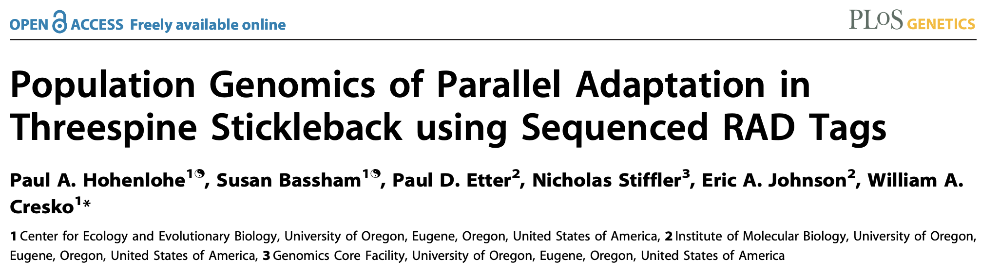 OPEN ACCESS Freely available online
PLoS GENETICS
Population Genomics of Parallel Adaptation in
Threespine Stickleback using Sequenced RAD Tags
Paul A. Hohenlohe1☯, Susan Bassham1☯, Paul D. Etter2, Nicholas Stiffler3, Eric A. Johnson2, William A.
Cresko1*
1 Center for Ecology and Evolutionary Biology, University of Oregon, Eugene, Oregon, United States of America, 2 Institute of Molecular Biology, University of Oregon,
Eugene, Oregon, United States of America, 3 Genomics Core Facility, University of Oregon, Eugene, Oregon, United States of America